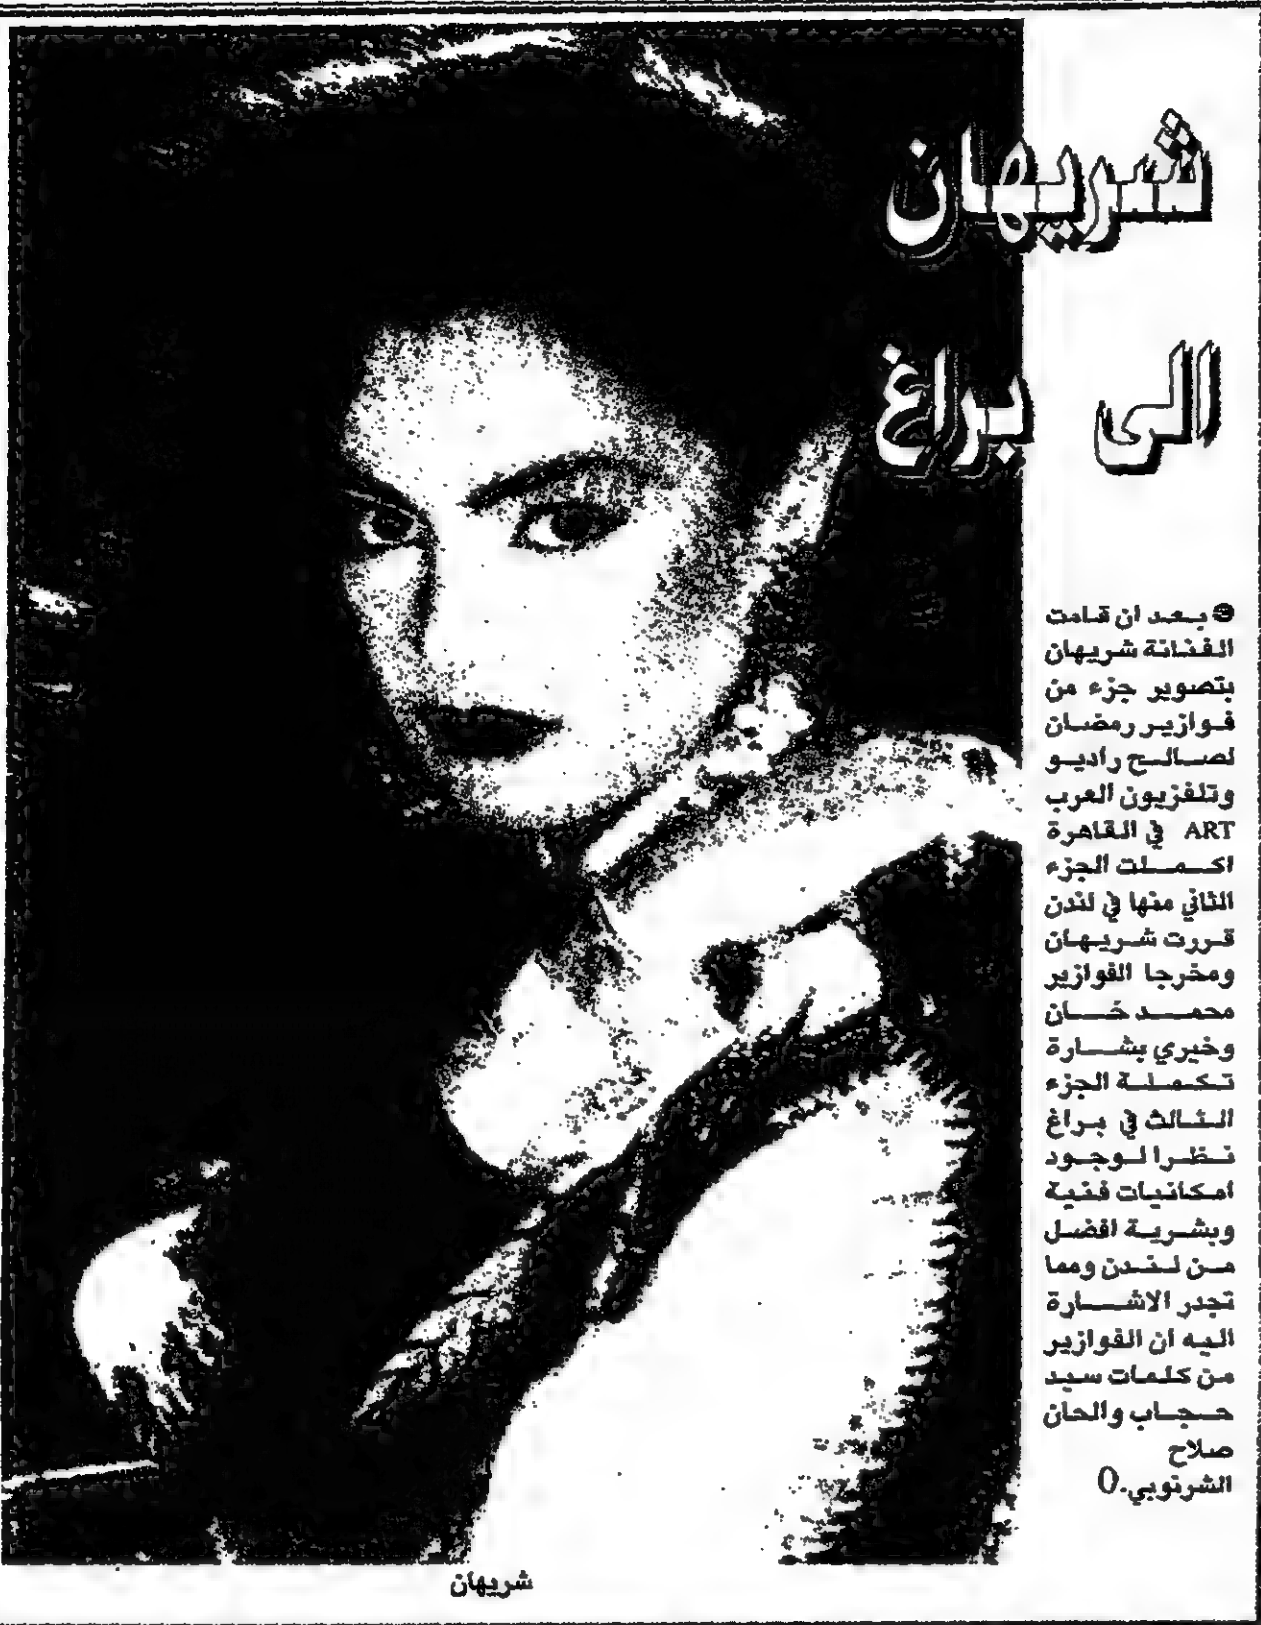 شريهان
الى براغ
بعد ان قامت
الفنانة شريهان
بتصوير جزء من
فوازير رمضان
لصالح راديو
وتلفزيون العرب
ART في القاهرة
اكملت الجزء
الثاني منها في لندن
قررت شريهان
ومخرجا الفوازير
محمد خان
وخيري بشارة
تكملة الجزء
الثالث في براغ
نظرا لوجود
امكانيات فنية
وبشرية افضل
من لندن ومما
تجدر الاشارة
اليه ان الفوازير
من كلمات سيد
حجاب والحان
صلاح
الشرنوبي.
شريهان